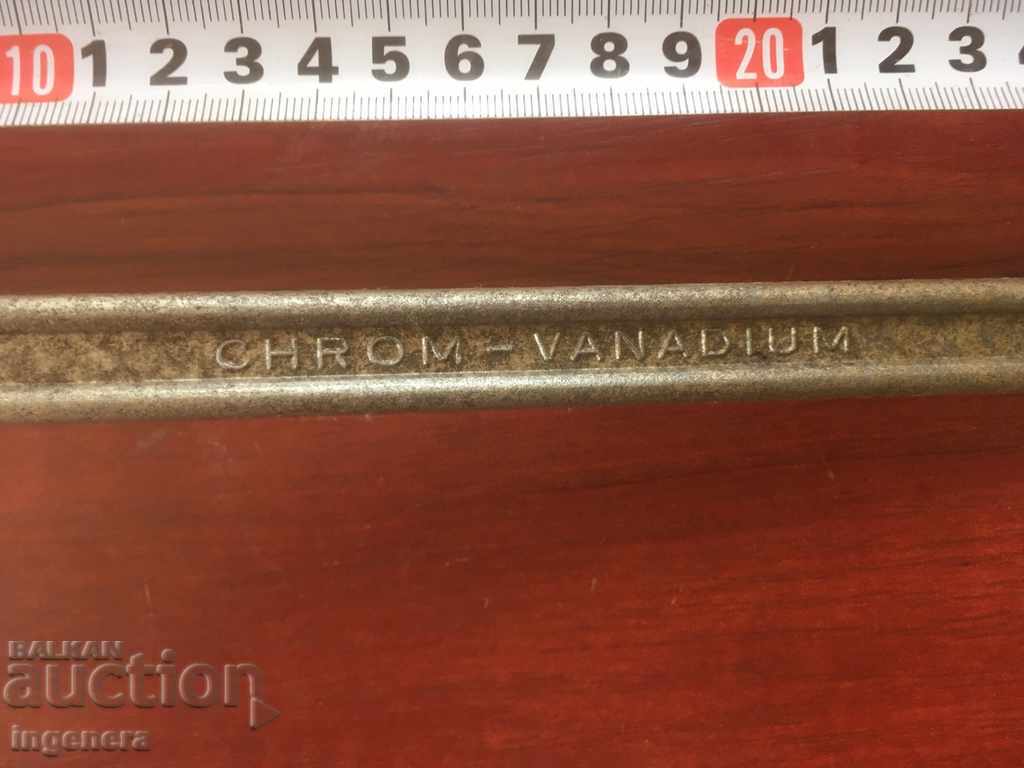 10 1 2 3 4 5 6 7 8 9 20 1 2 3
CHROM - VANADIUM
BALKAN
auction
ingenera